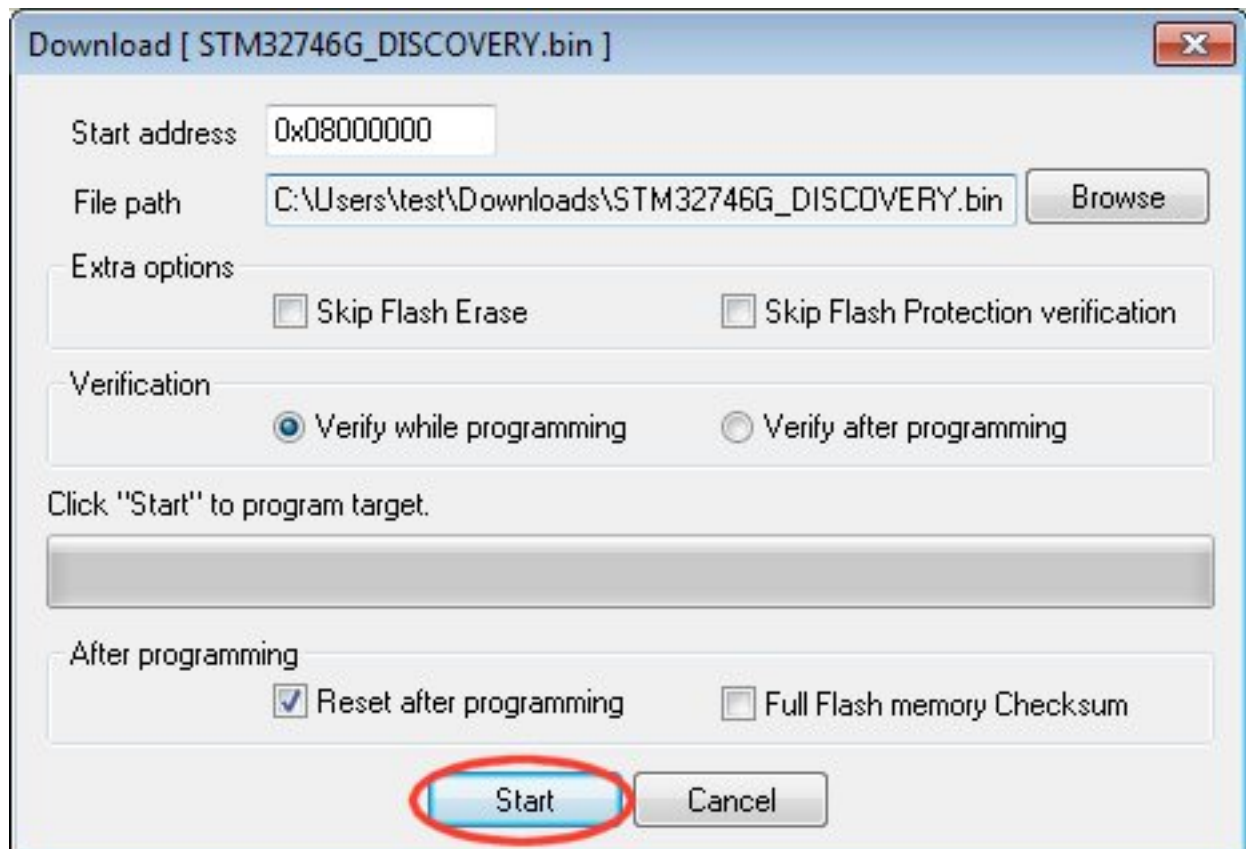 Download [ STM32746G_DISCOVERY.bin ]
Start address 0x08000000
File path C:\Users\test\Downloads\STM32746G_DISCOVERY.bin Browse
Extra options
Skip Flash Erase Skip Flash Protection verification
Verification
Verify while programming Verify after programming
Click "Start" to program target.
After programming
Reset after programming Full Flash memory Checksum
Start Cancel